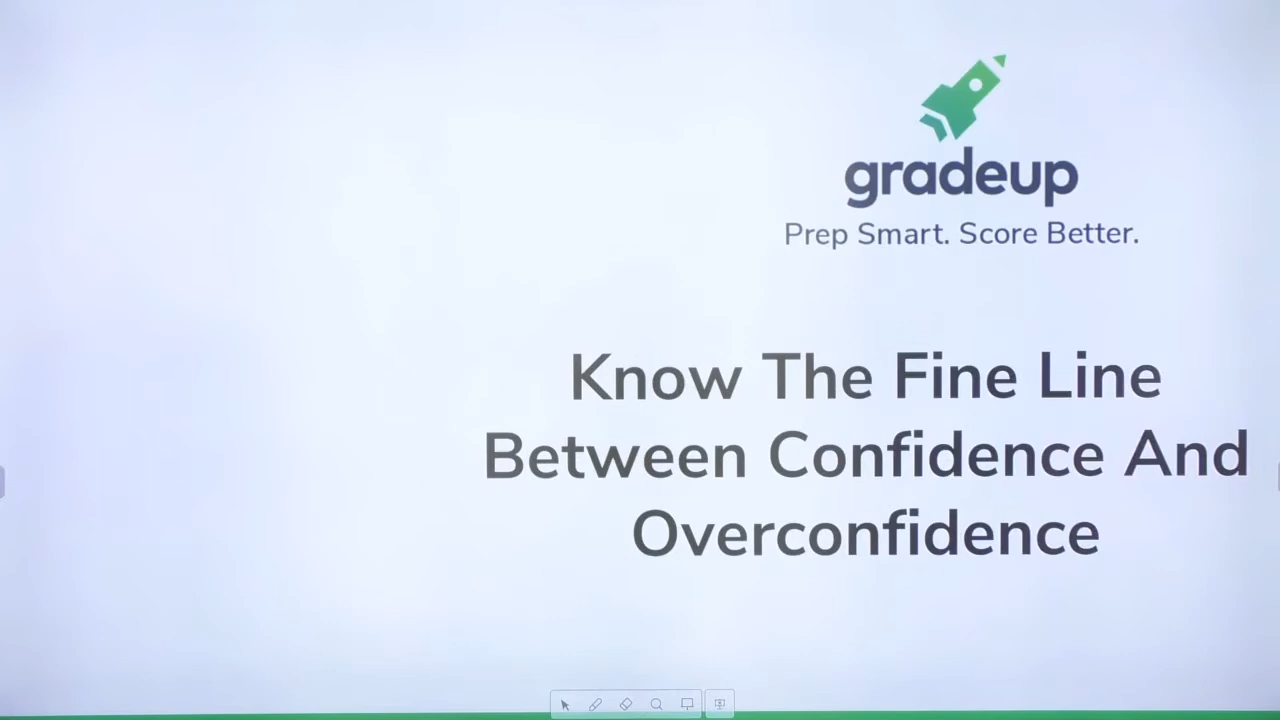 gradeup
Prep Smart. Score Better.
Know The Fine Line
Between Confidence And
Overconfidence